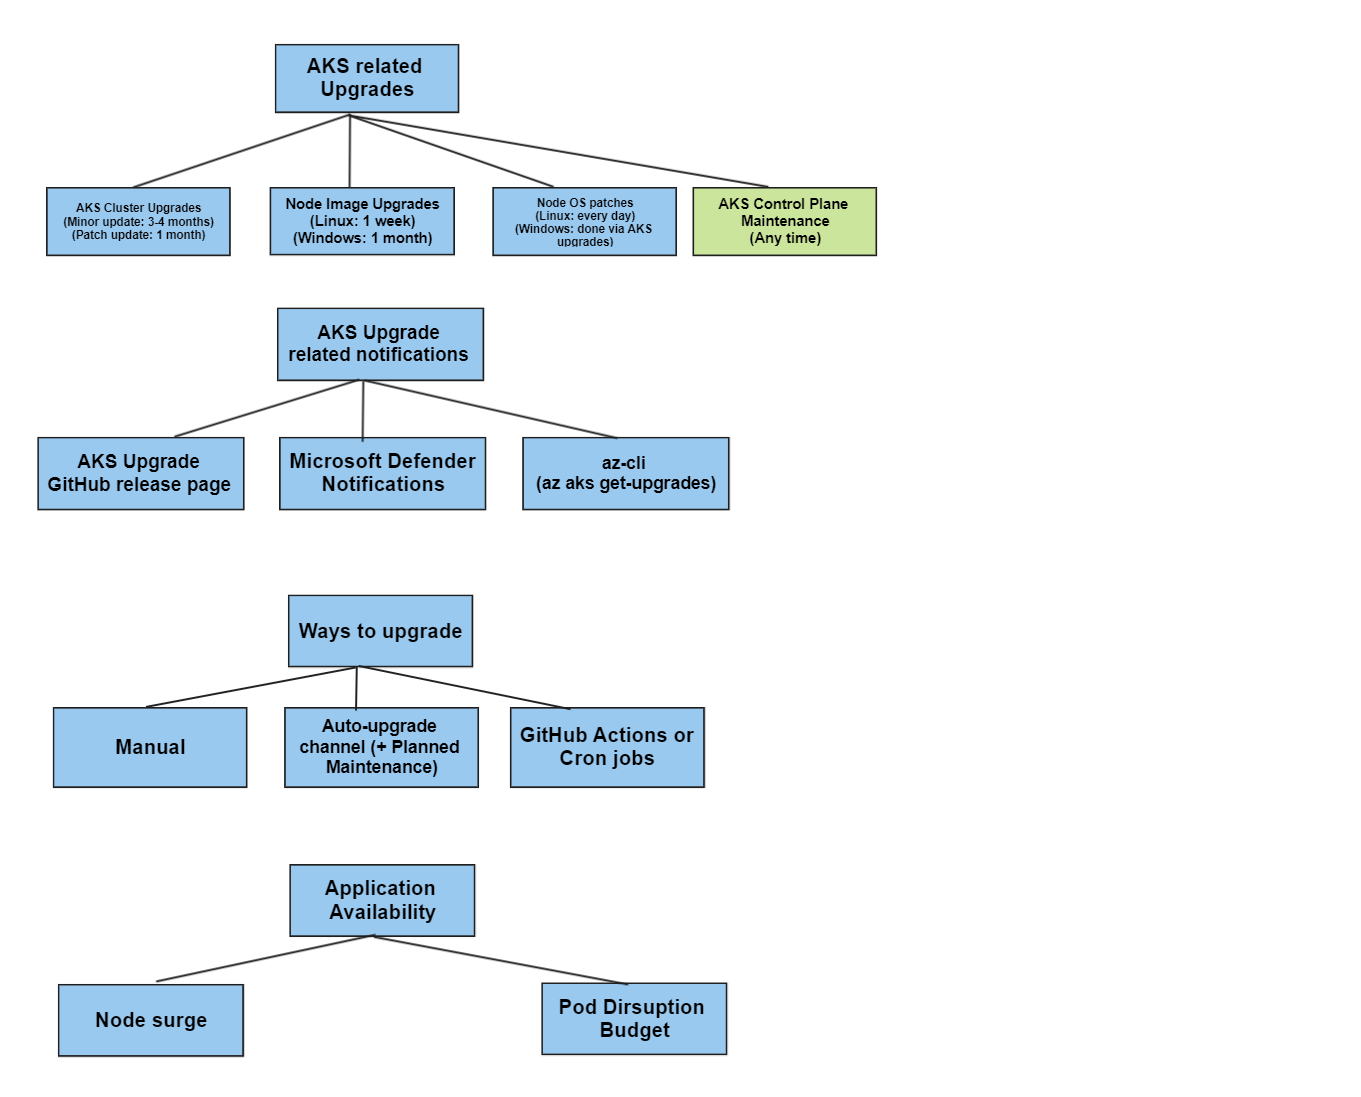 AKS related
Upgrades
AKS Cluster Upgrades
(Minor update: 3-4 months)
(Patch update: 1 month)
Node Image Upgrades
(Linux: 1 week)
(Windows: 1 month)
Node OS patches
(Linux: every day)
(Windows: done via AKS
upgrades)
AKS Control Plane
Maintenance
(Any time)
AKS Upgrade
related notifications
AKS Upgrade
GitHub release page
Microsoft Defender
Notifications
az-cli
(az aks get-upgrades)
Ways to upgrade
Manual
Auto-upgrade
channel (+ Planned
Maintenance)
GitHub Actions or
Cron jobs
Application
Availability
Node surge
Pod Dirsuption
Budget